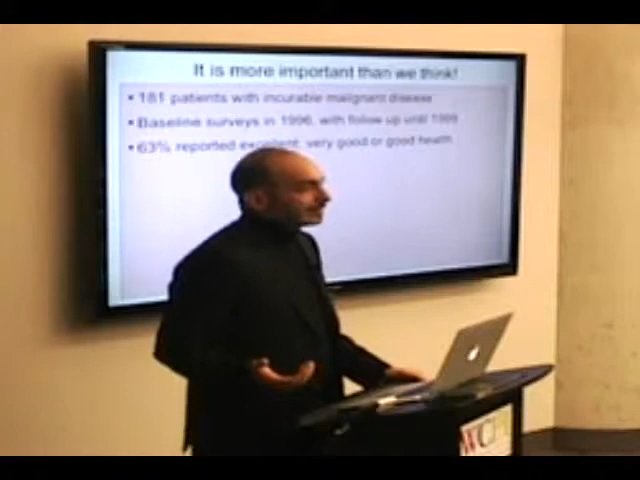 It is more important than we think!
• 181 patients with incurable malignant disease
• Baseline surveys in 1996, with follow up until 1999
• 63% reported excellent, very good or good health